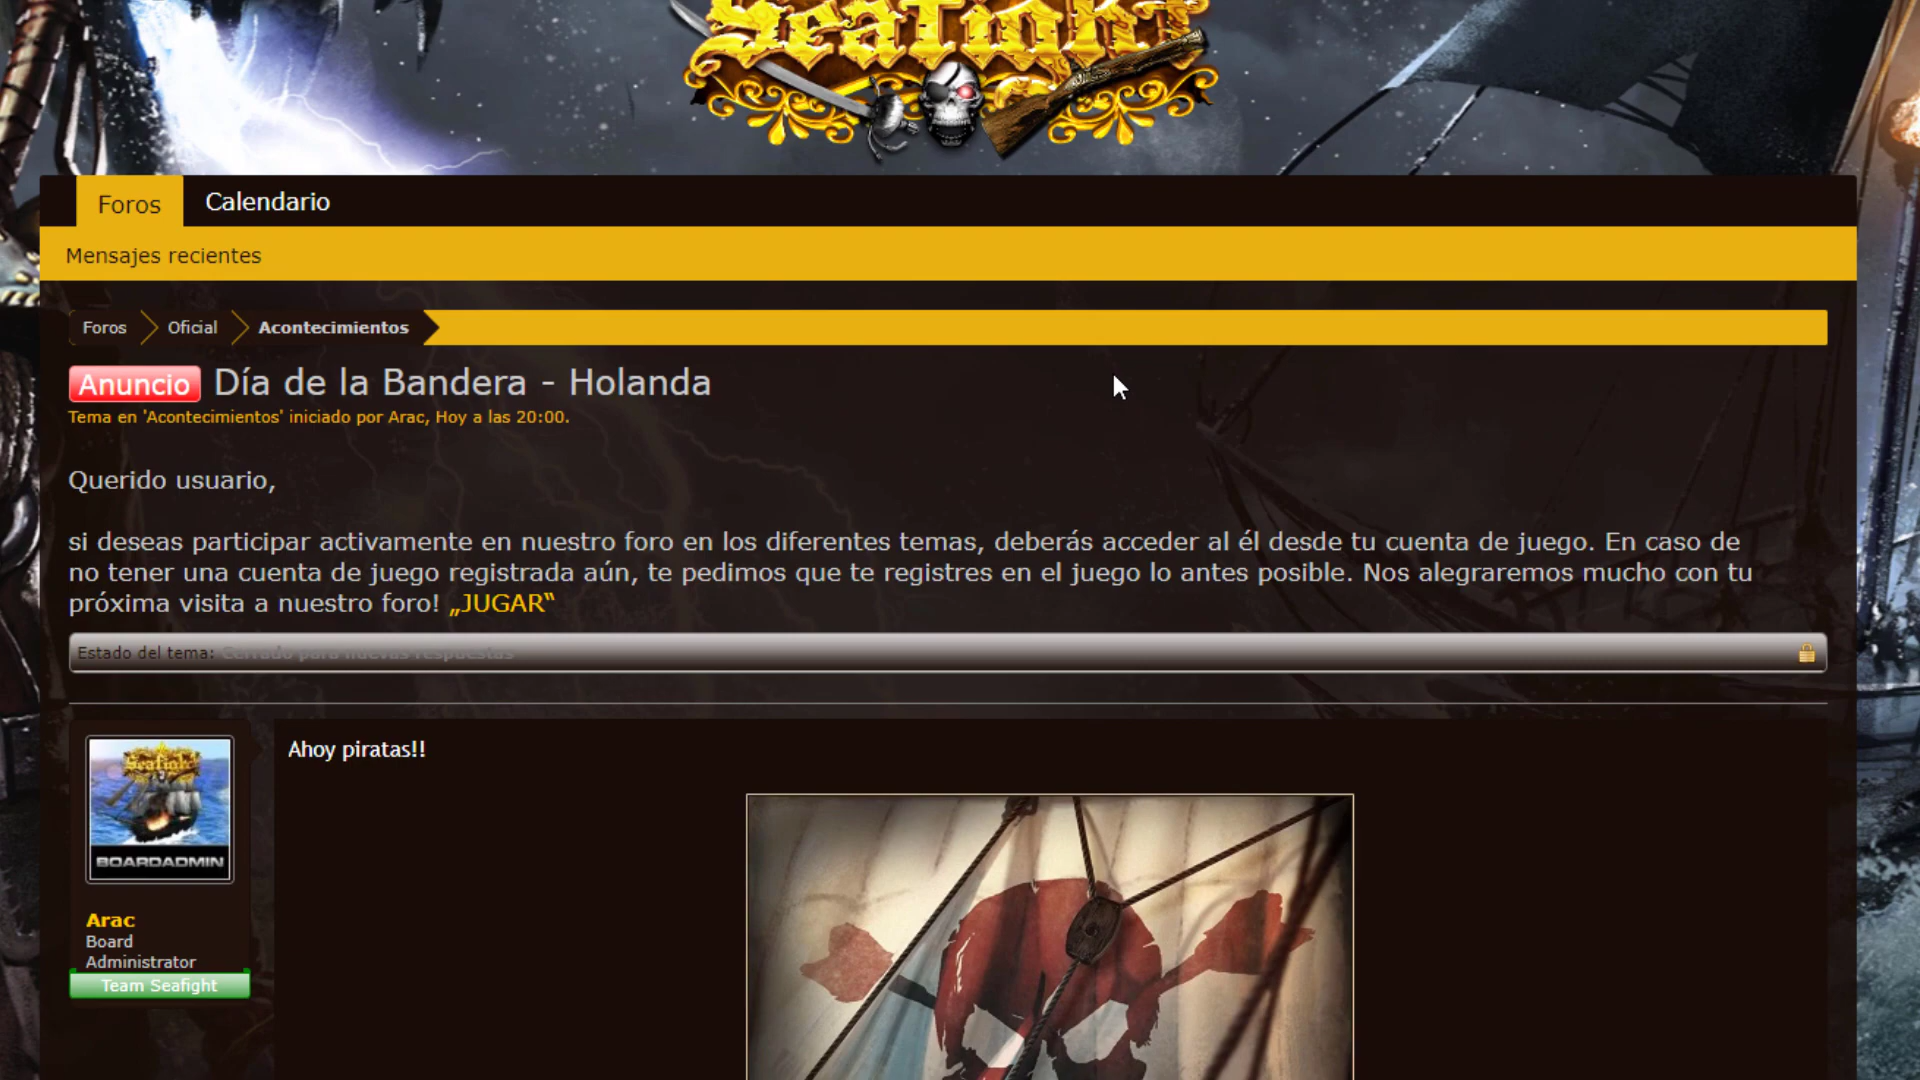 Seafight
Foros
Calendario
Mensajes recientes
Foros
Oficial
Acontecimientos
Anuncio Día de la Bandera - Holanda
Tema en 'Acontecimientos' iniciado por Arac, Hoy a las 20:00.
Querido usuario,
si deseas participar activamente en nuestro foro en los diferentes temas, deberás acceder al él desde tu cuenta de juego. En caso de
no tener una cuenta de juego registrada aún, te pedimos que te registres en el juego lo antes posible. Nos alegraremos mucho con tu
próxima visita a nuestro foro! „JUGAR“
Estado del tema: Cerrado para nuevas respuestas
Seafight
BOARDADMIN
Arac
Board
Administrator
Team Seafight
Ahoy piratas!!